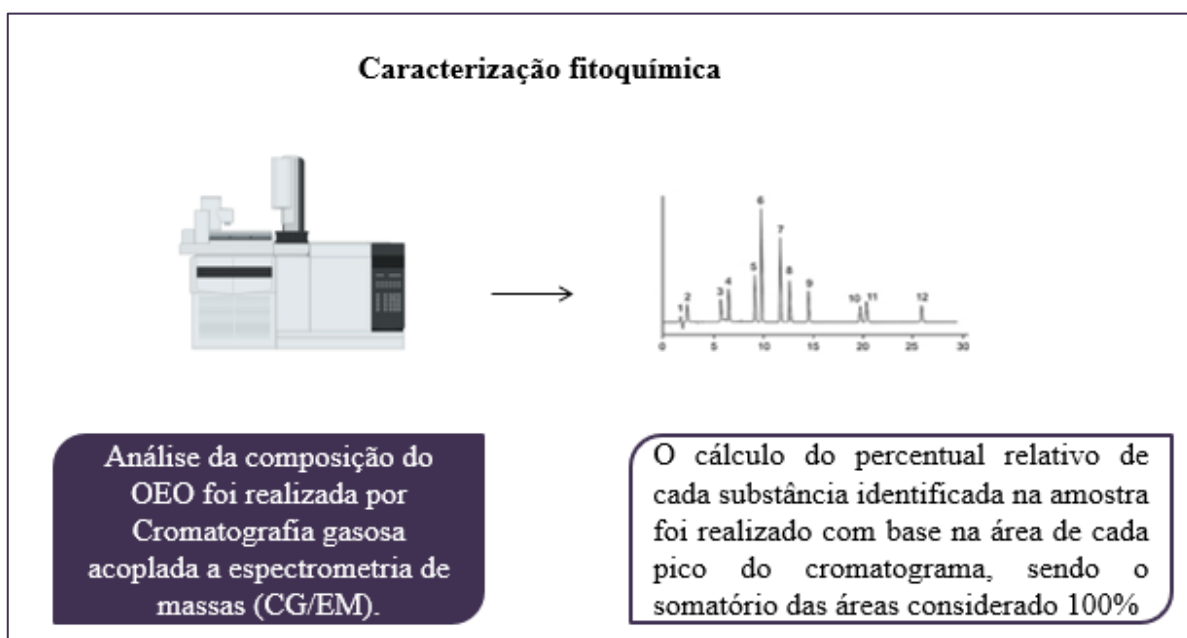 Caracterização fitoquímica
1
2
3
4
5
6
7
8
9
10
11
12
0
5
10
15
20
25
30
Análise da composição do
OEO foi realizada por
Cromatografia gasosa
acoplada a espectrometria de
massas (CG/EM).
O cálculo do percentual relativo de
cada substância identificada na amostra
foi realizado com base na área de cada
pico do cromatograma, sendo o
somatório das áreas considerado 100%